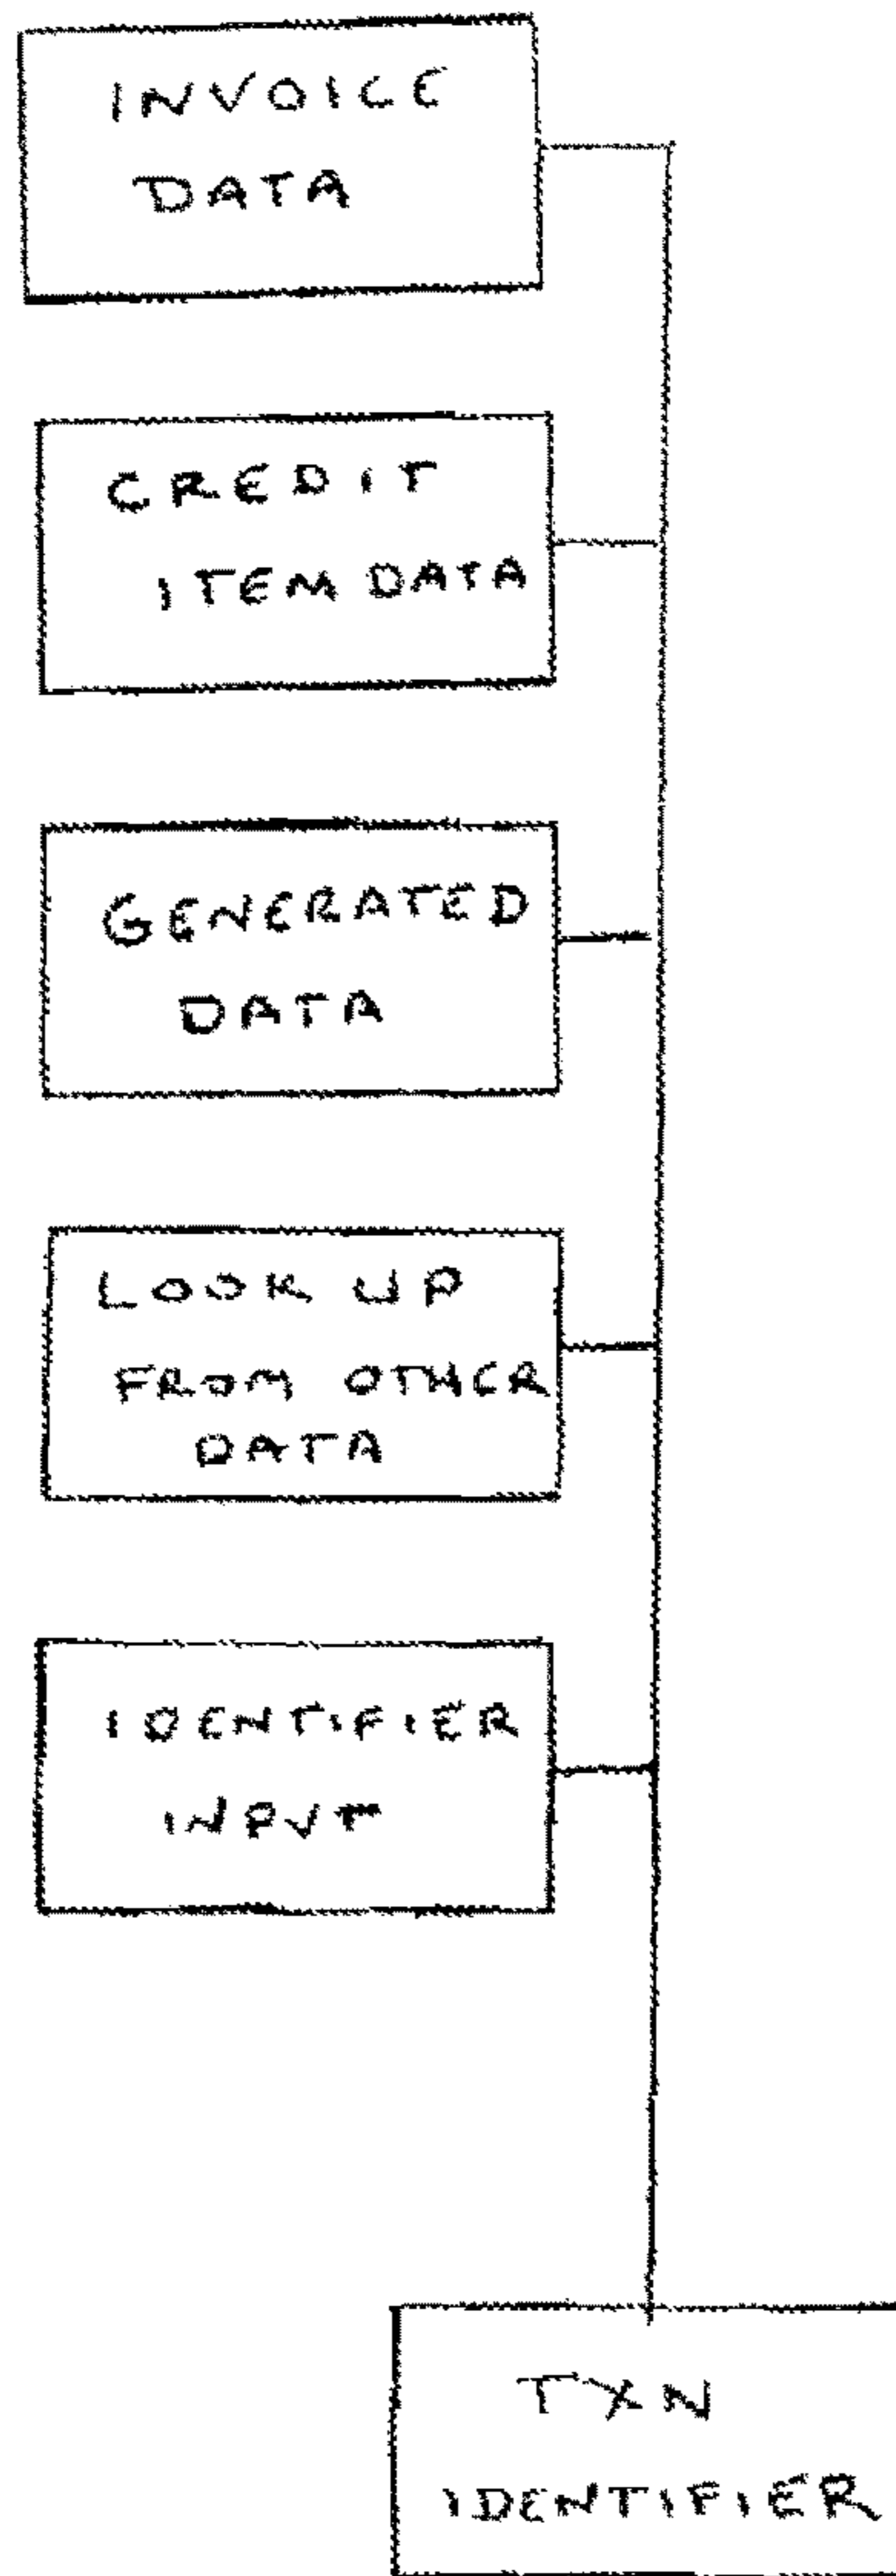 INVOICE
DATA
CREDIT
ITEM DATA
GENERATED
DATA
LOOK UP
FROM OTHER
DATA
IDENTIFIER
INPUT
TXN
IDENTIFIER